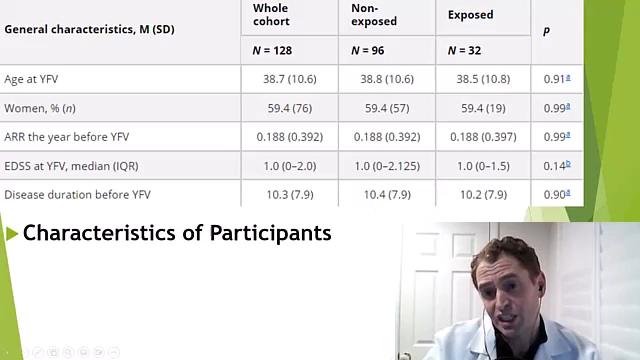 General characteristics, M (SD) Whole cohort Non-exposed Exposed p
N = 128 N = 96 N = 32
Age at YFV 38.7 (10.6) 38.8 (10.6) 38.5 (10.8) 0.91a
Women, % (n) 59.4 (76) 59.4 (57) 59.4 (19) 0.99a
ARR the year before YFV 0.188 (0.392) 0.188 (0.392) 0.188 (0.397) 0.99a
EDSS at YFV, median (IQR) 1.0 (0–2.0) 1.0 (0–2.125) 1.0 (0–1.5) 0.14b
Disease duration before YFV 10.3 (7.9) 10.4 (7.9) 10.2 (7.9) 0.90a
Characteristics of Participants